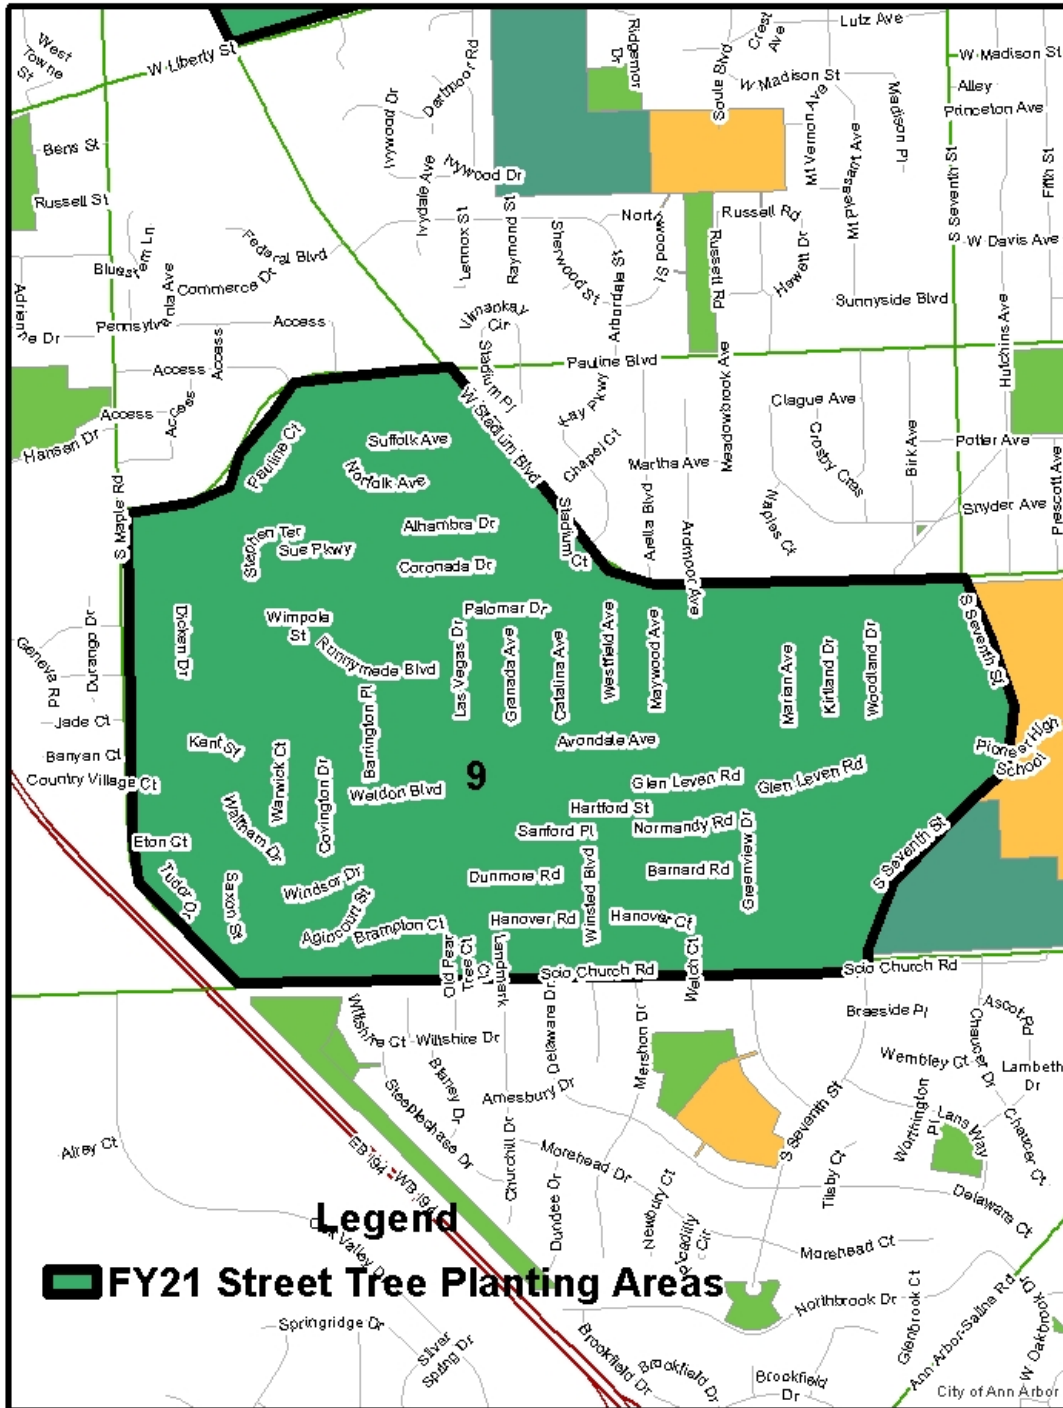 West Towne St
W Liberty St
Dartmoor Rd
Ridgemor Dr
Soule Blvd
Crest Ave
Lutz Ave
W Madison St
W Madison St
Alley
Princeton Ave
Madison Pl
Mt Vernon Ave
Mt Pleasant Ave
S Seventh St
Fifth St
Bens St
Russell St
Ivywood Dr
Ivydale Ave
Ivywood Dr
Lennox St
Raymond St
Sherwood St
Arbordale St
Russett Rd
Russell Rd
Hewett Dr
W Davis Ave
Sunnyside Blvd
Hutchins Ave
Federal Blvd
Commerce Dr
Access
Access
Access
Access
Access
Hansen Dr
S Maple Rd
Stadium Pl
W Stadium Blvd
Pauline Blvd
Meadowbrook Ave
Chapel Ct
Martha Ave
Ardmoor Ave
Clague Ave
Crosby Cres
Naples Ct
Birk Ave
Potter Ave
Snyder Ave
Prescott Ave
Pauline Ct
Suffolk Ave
Norfolk Ave
Stephen Ter
Sue Pkwy
Alhambra Dr
Coronada Dr
Stadium Ct
Dicken Dr
Wimpole St
Runnymede Blvd
Palomar Dr
Las Vegas Dr
Granada Ave
Catalina Ave
Westfield Ave
Maywood Ave
Marian Ave
Kirtland Dr
Woodland Dr
S Seventh St
Durango Dr
Geneva Rd
Jade Ct
Banyan Ct
Country Village Ct
Kent St
Warwick Ct
Covington Dr
Barrington Pl
Weldon Blvd
9
Avondale Ave
Glen Leven Rd
Glen Leven Rd
Pioneer High School
Hartford St
Sanford Pl
Normandy Rd
Greenview Dr
S Seventh St
Waltham Dr
Eton Ct
Tudor Dr
Saxon St
Windsor Dr
Agincourt St
Brampton Ct
Dunmore Rd
Winsted Blvd
Barnard Rd
Hanover Rd
Hanover Ct
Old Pear Tree Ct
Landmark Ct
Scio Church Rd
Welch Ct
Scio Church Rd
Wiltshire Ct
Wiltshire Dr
Blaney Dr
Steeplechase Dr
Delaware Dr
Mershon Dr
Amesbury Dr
Churchill Dr
Braeside Pl
Ascot Rd
Chaucer Dr
Wembley Ct
Lambeth Dr
Worthington Pl
Lans Way
Chaucer Ct
S Seventh St
Morehead Dr
Tilsby Ct
Delaware Ct
Alrey Ct
EB I94
WB I94
Dundee Dr
Newbury Ct
Picadilly Cir
Morehead Ct
Legend
FY21 Street Tree Planting Areas
Northbrook Dr
Glenbrook Ct
Ann Arbor-Saline Rd
Springridge Dr
Silver Spring Dr
Brookfield Dr
Brookfield Dr
Brookfield Dr
City of Ann Arbor